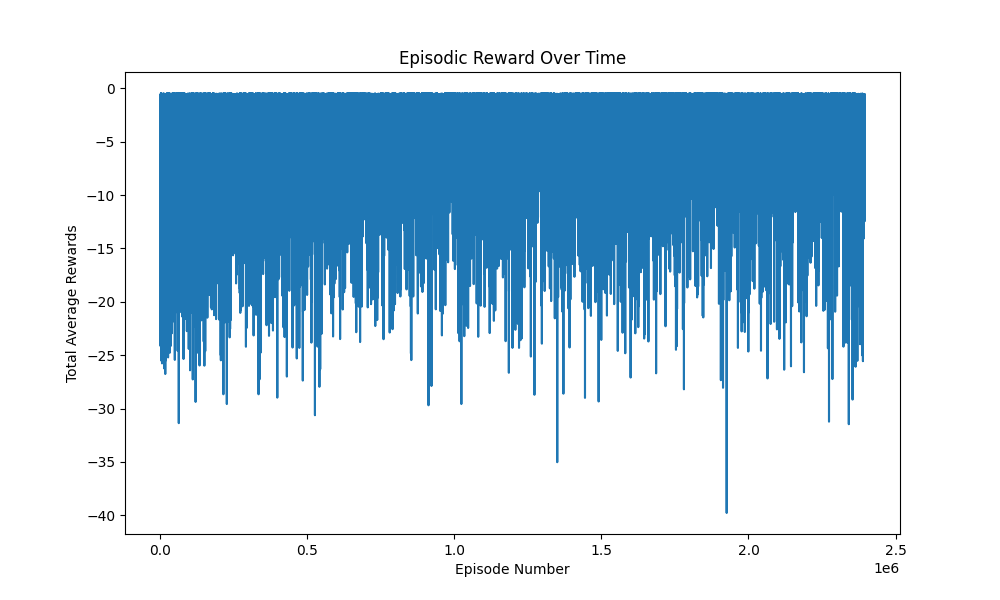 Episodic Reward Over Time
Total Average Rewards
0
−5
−10
−15
−20
−25
−30
−35
−40
0.0 0.5 1.0 1.5 2.0 2.5
1e6
Episode Number